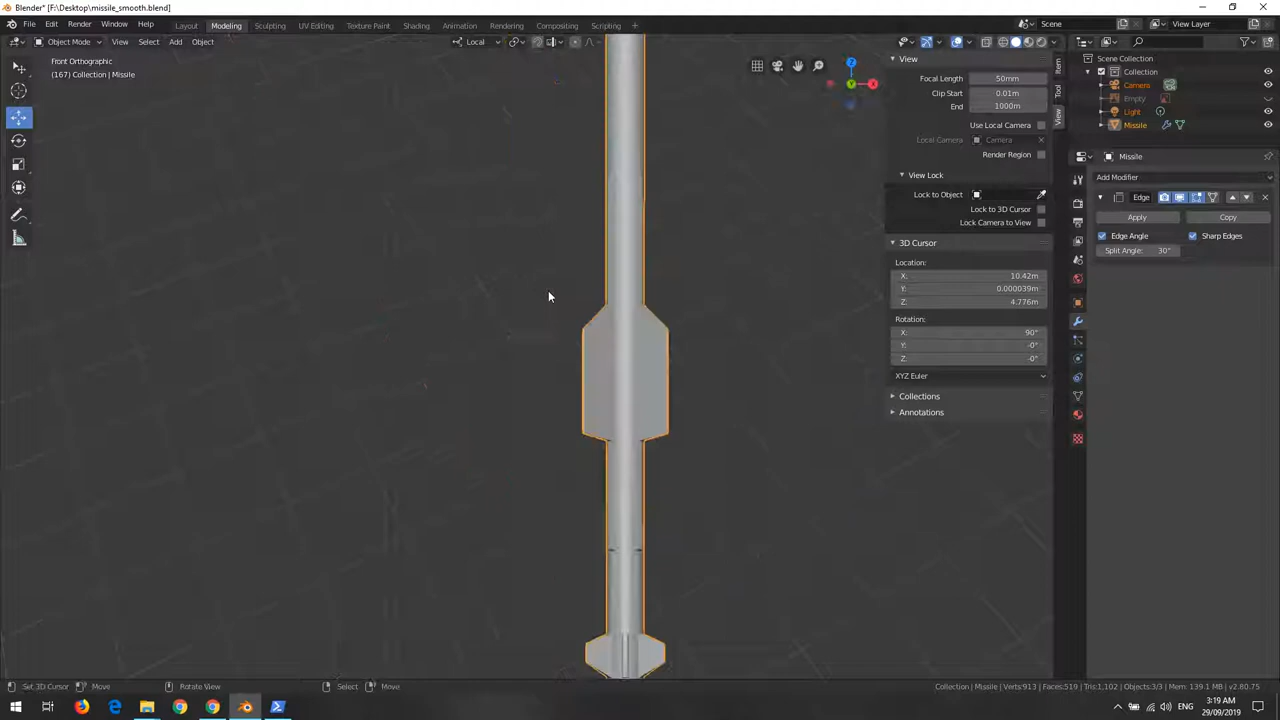 Blender* [F:\Desktop\missile_smooth.blend]
File Edit Render Window Help Layout Modeling Sculpting UV Editing Texture Paint Shading Animation Rendering Compositing Scripting + Scene View Layer
Object Mode View Select Add Object Local
Front Orthographic
(167) Collection | Missile
View
Focal Length 50mm
Clip Start 0.01m
End 1000m
Use Local Camera
Local Camera Camera
Render Region
View Lock
Lock to Object
Lock to 3D Cursor
Lock Camera to View
3D Cursor
Location:
X: 10.42m
Y: 0.000039m
Z: 4.776m
Rotation:
X: 90°
Y: -0°
Z: -0°
XYZ Euler
Collections
Annotations
Item
Tool
View
Z
Y
X
Scene Collection
Collection
Camera
Empty
Light
Missile
Missile
Add Modifier
Edge
Apply Copy
Edge Angle Sharp Edges
Split Angle: 30°
Set 3D Cursor Move Rotate View Select Move Collection | Missile | Verts:913 | Faces:519 | Tris:1,102 | Objects:3/3 | Mem: 139.1 MB | v2.80.75
ENG 3:19 AM
29/09/2019